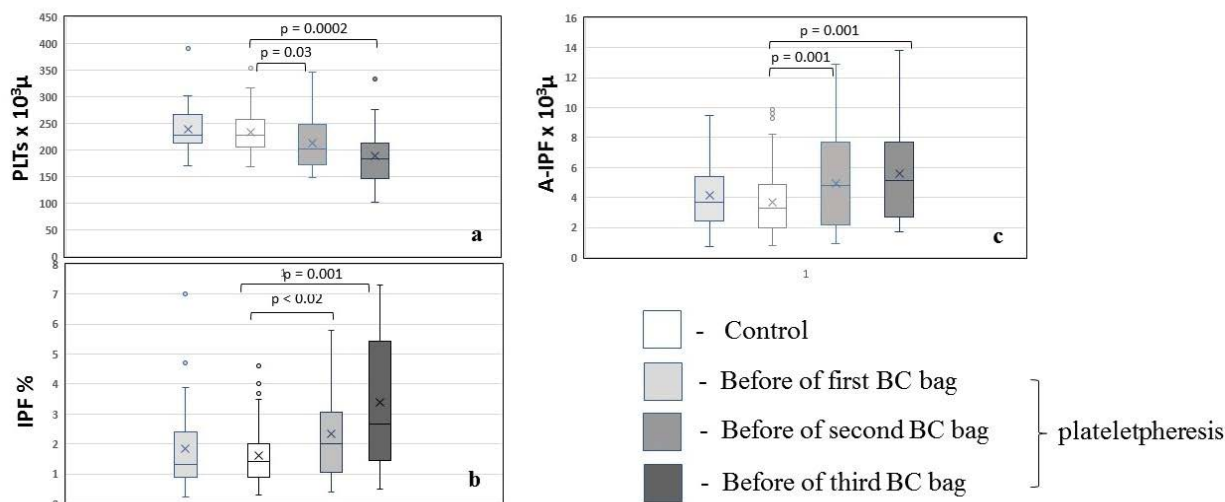 450
400
350
300
250
200
150
100
50
0
PLTs x 10³µ
p = 0.0002
p = 0.03
a
8
7
6
5
4
3
2
1
IPF %
p = 0.001
p < 0.02
b
16
14
12
10
8
6
4
2
0
A-IPF x 10³µ
p = 0.001
p = 0.001
c
1
- Control
- Before of first BC bag
- Before of second BC bag
- Before of third BC bag
plateletpheresis